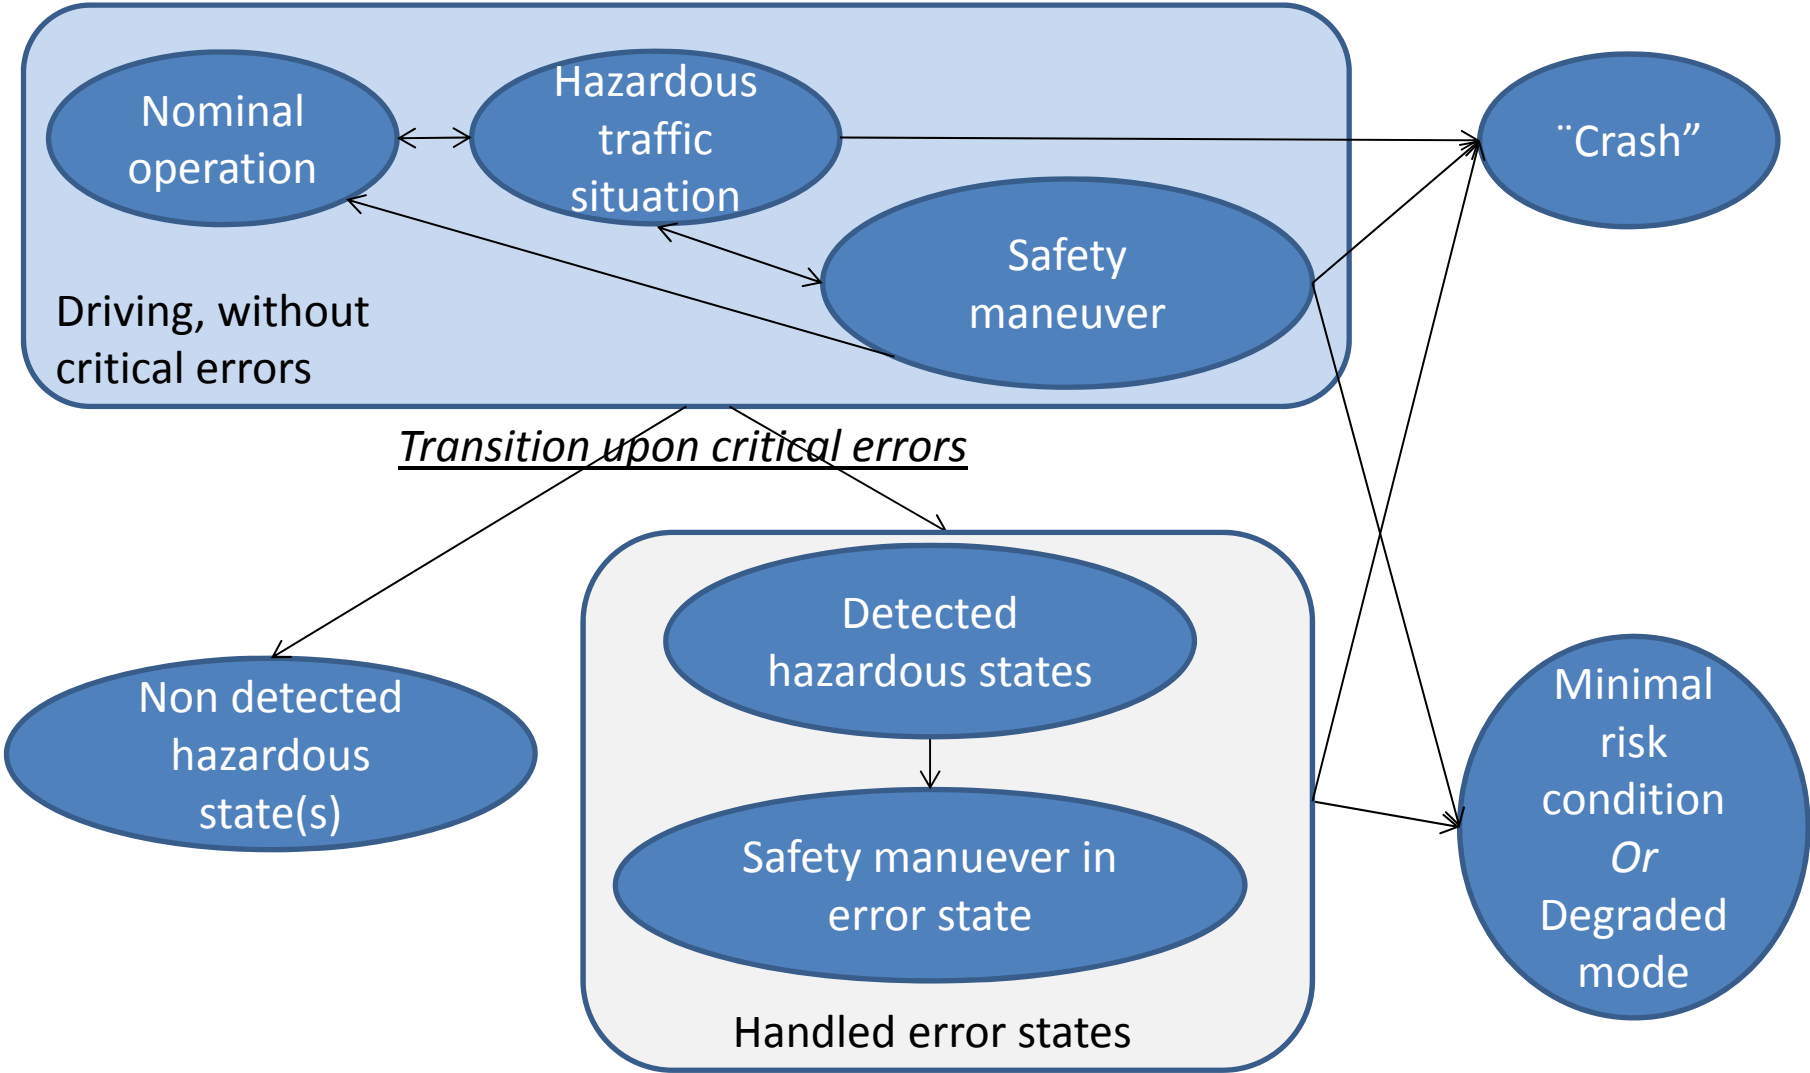 Nominal
operation
Hazardous
traffic
situation
¨Crash”
Safety
maneuver
Driving, without
critical errors
Transition upon critical errors
Detected
hazardous states
Non detected
hazardous
state(s)
Safety manuever in
error state
Handled error states
Minimal
risk
condition
Or
Degraded
mode